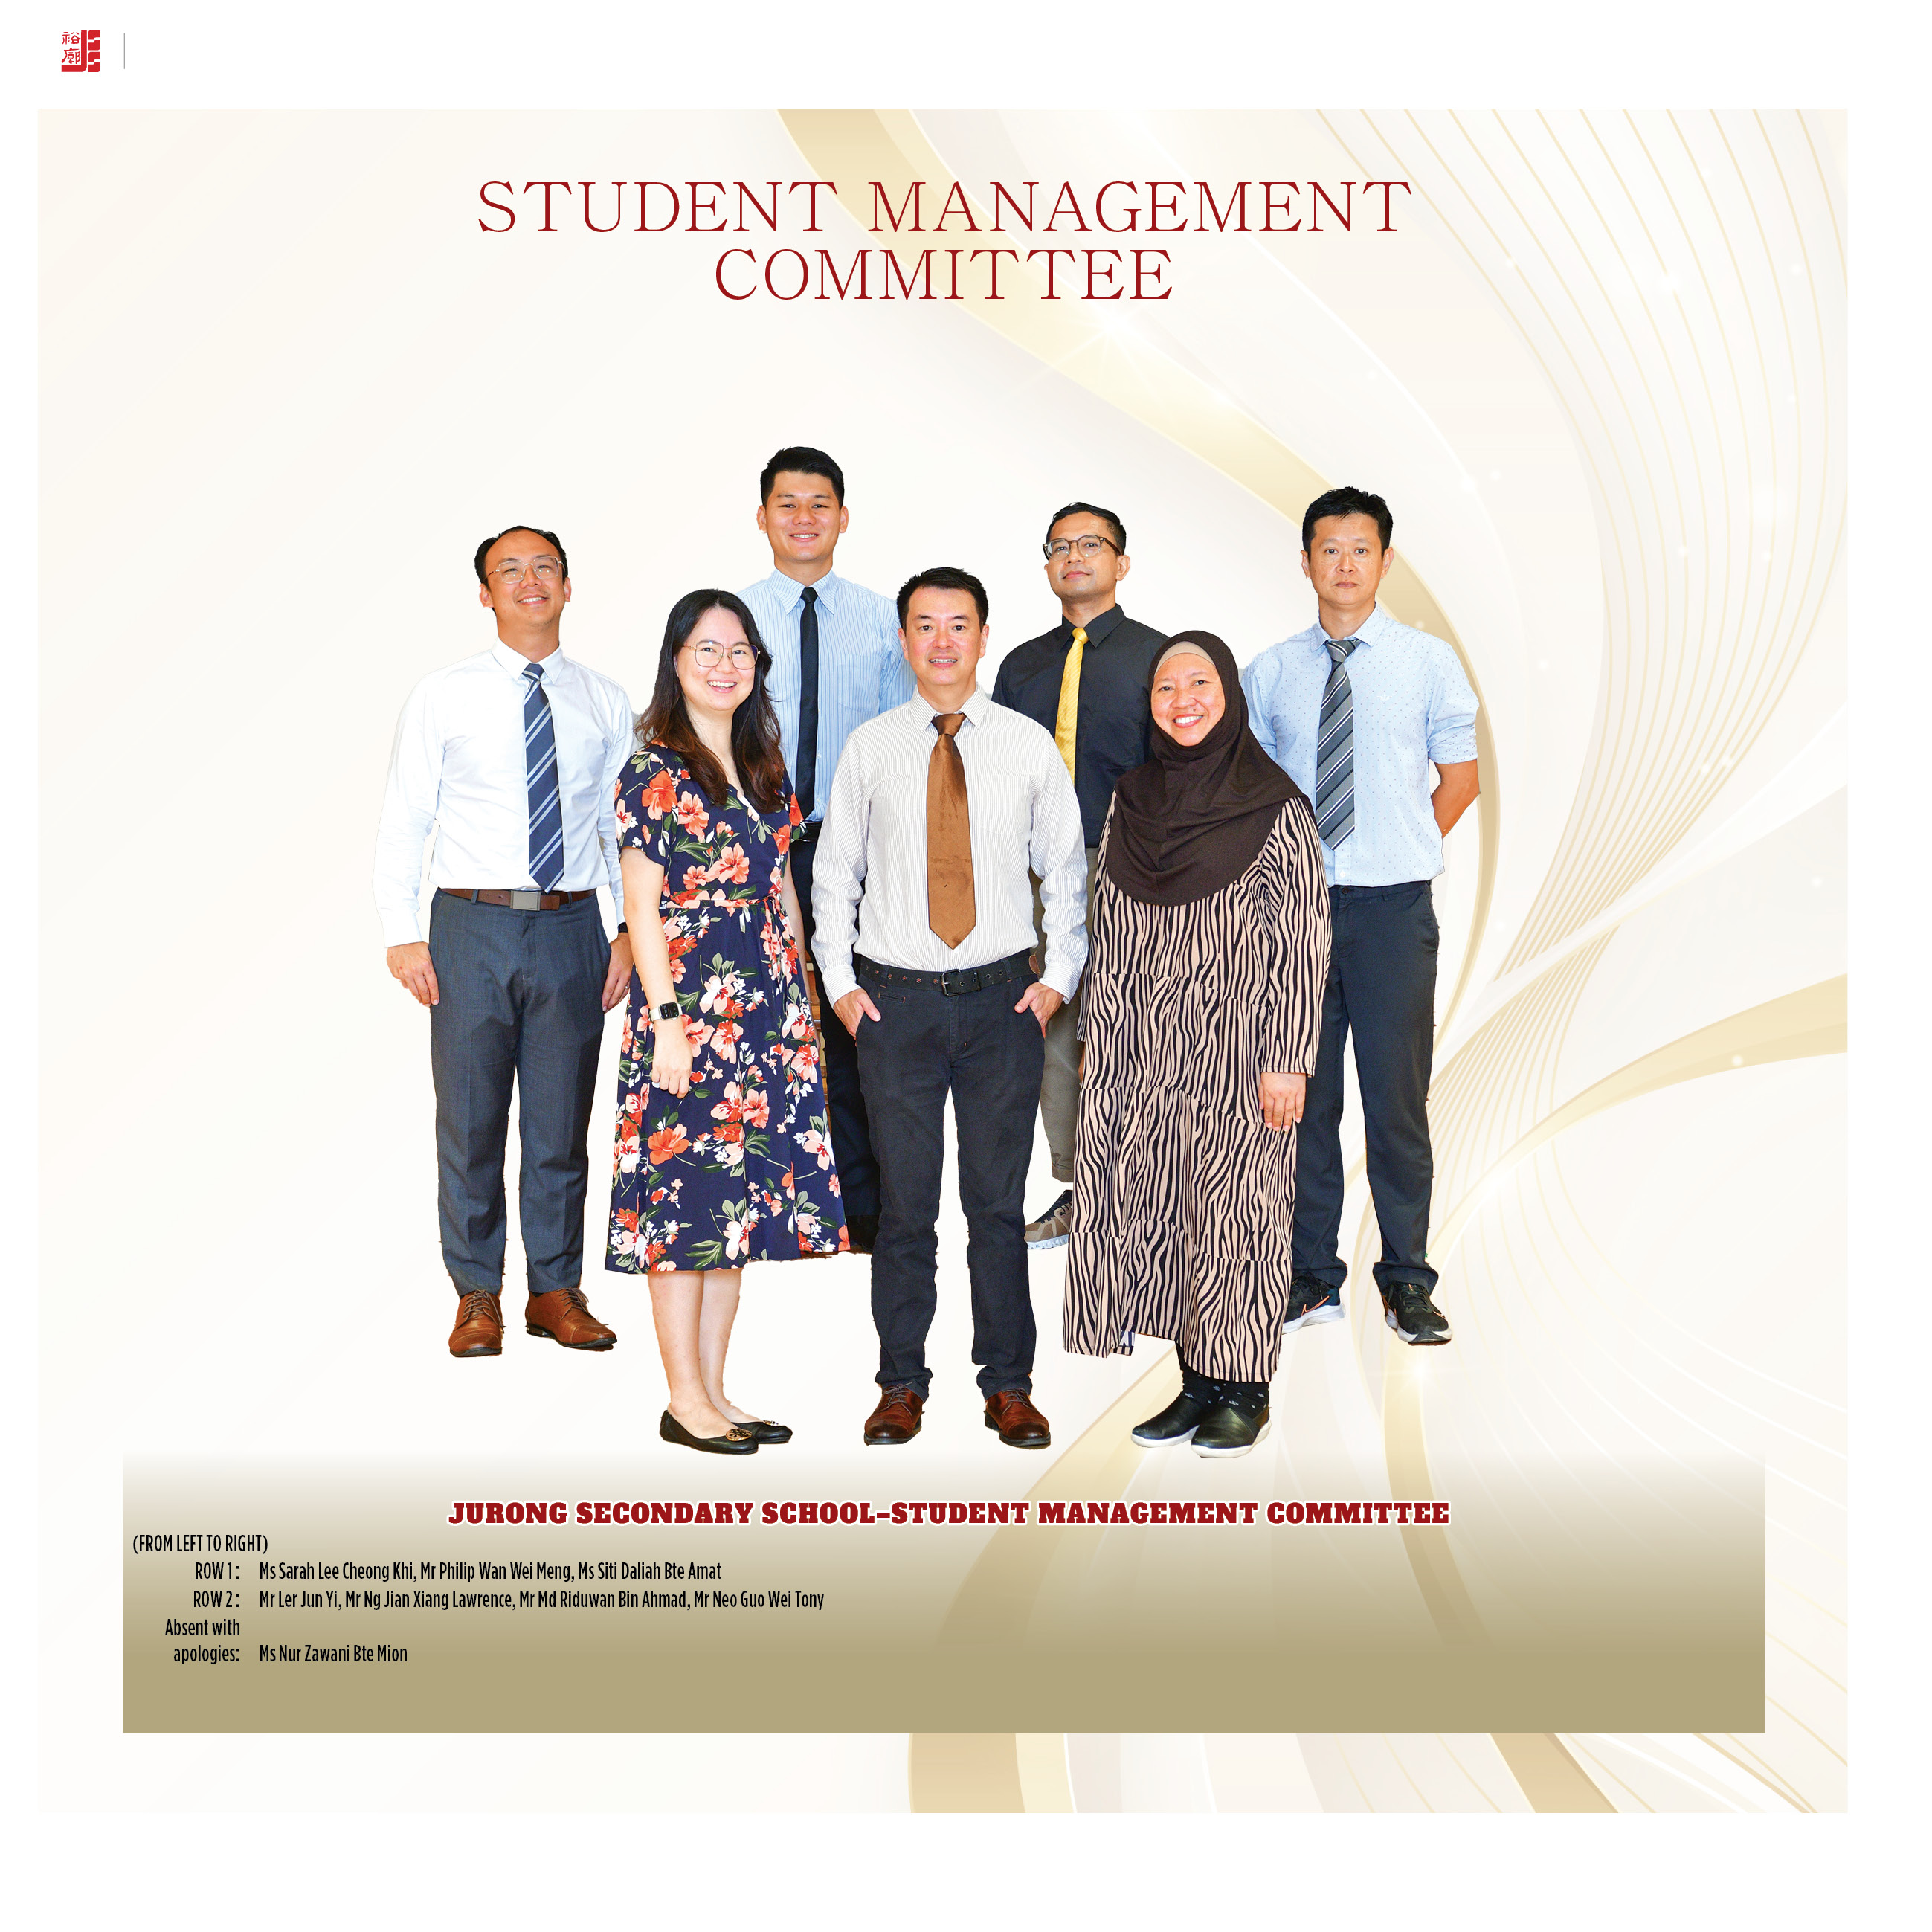 裕廊
STUDENT MANAGEMENT
COMMITTEE
JURONG SECONDARY SCHOOL-STUDENT MANAGEMENT COMMITTEE
(FROM LEFT TO RIGHT)
ROW 1 : Ms Sarah Lee Cheong Khi, Mr Philip Wan Wei Meng, Ms Siti Daliah Bte Amat
ROW 2 : Mr Ler Jun Yi, Mr Ng Jian Xiang Lawrence, Mr Md Riduwan Bin Ahmad, Mr Neo Guo Wei Tony
Absent with
apologies: Ms Nur Zawani Bte Mion